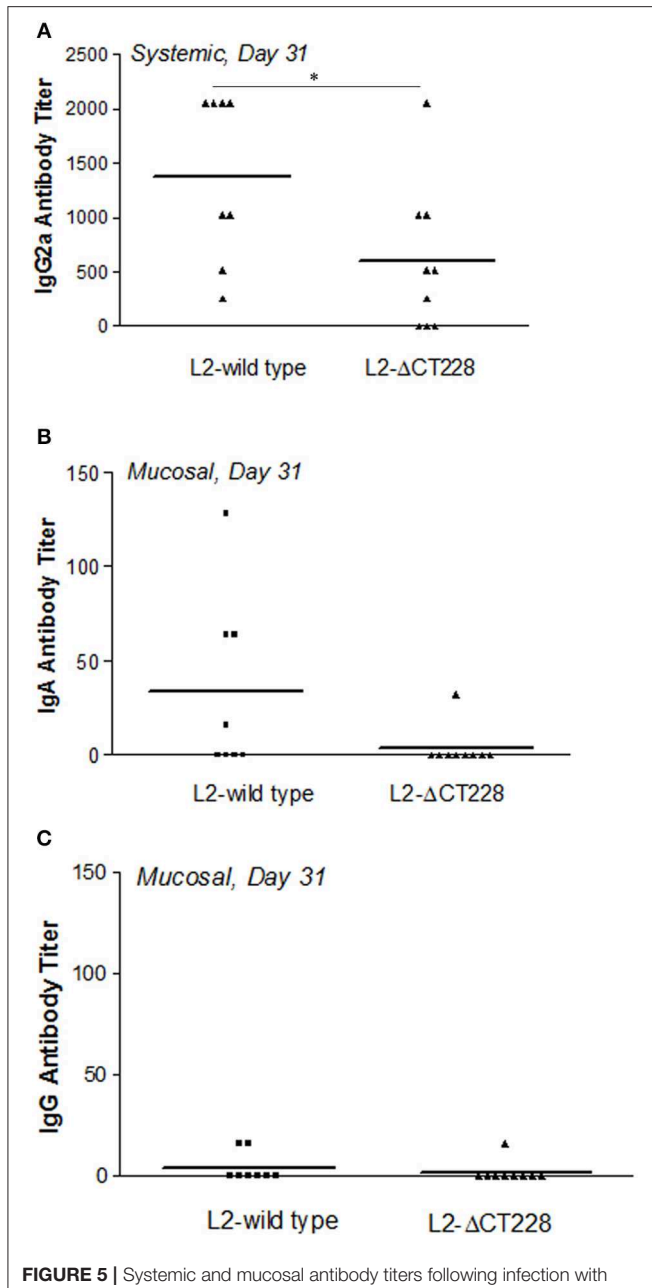 A
Systemic, Day 31
*
2500
2000
1500
1000
500
0
IgG2a Antibody Titer
L2-wild type
L2-ΔCT228
B
Mucosal, Day 31
150
100
50
0
IgA Antibody Titer
L2-wild type
L2-ΔCT228
C
Mucosal, Day 31
150
100
50
0
IgG Antibody Titer
L2-wild type
L2-ΔCT228
FIGURE 5 | Systemic and mucosal antibody titers following infection with